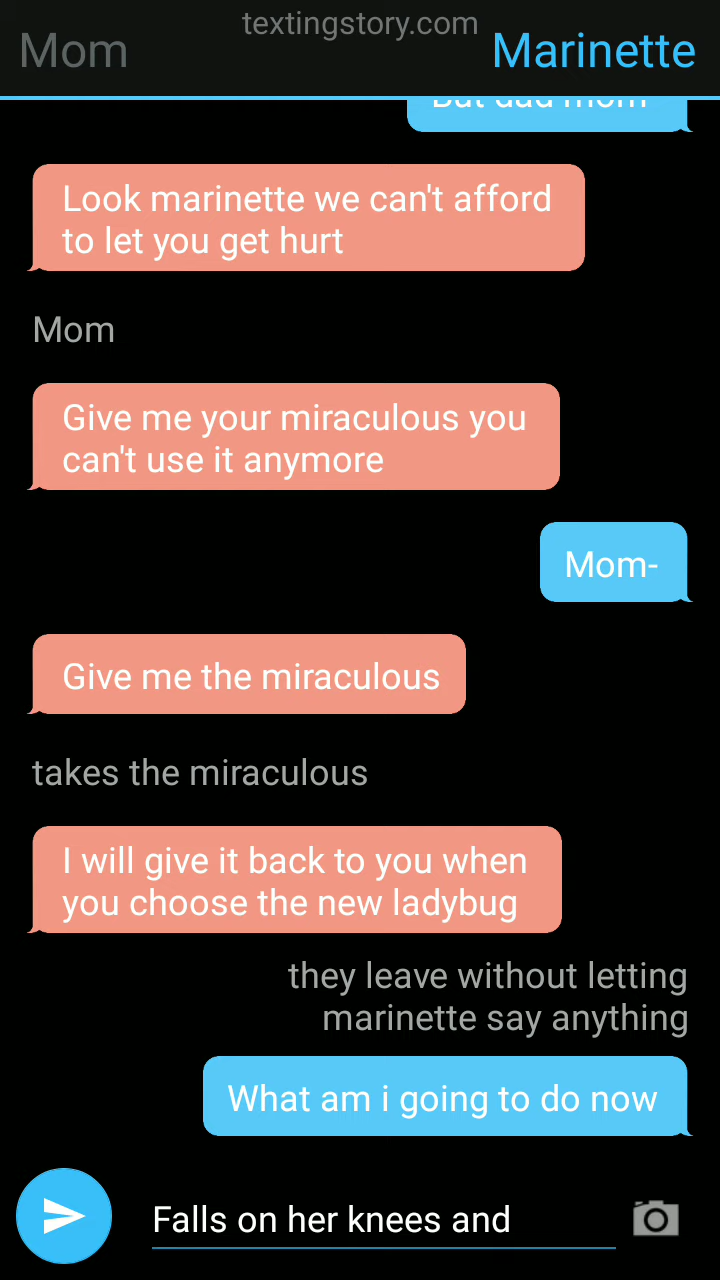 textingstory.com
Mom
Marinette
But dad mom
Look marinette we can't afford
to let you get hurt
Mom
Give me your miraculous you
can't use it anymore
Mom-
Give me the miraculous
takes the miraculous
I will give it back to you when
you choose the new ladybug
they leave without letting
marinette say anything
What am i going to do now
Falls on her knees and